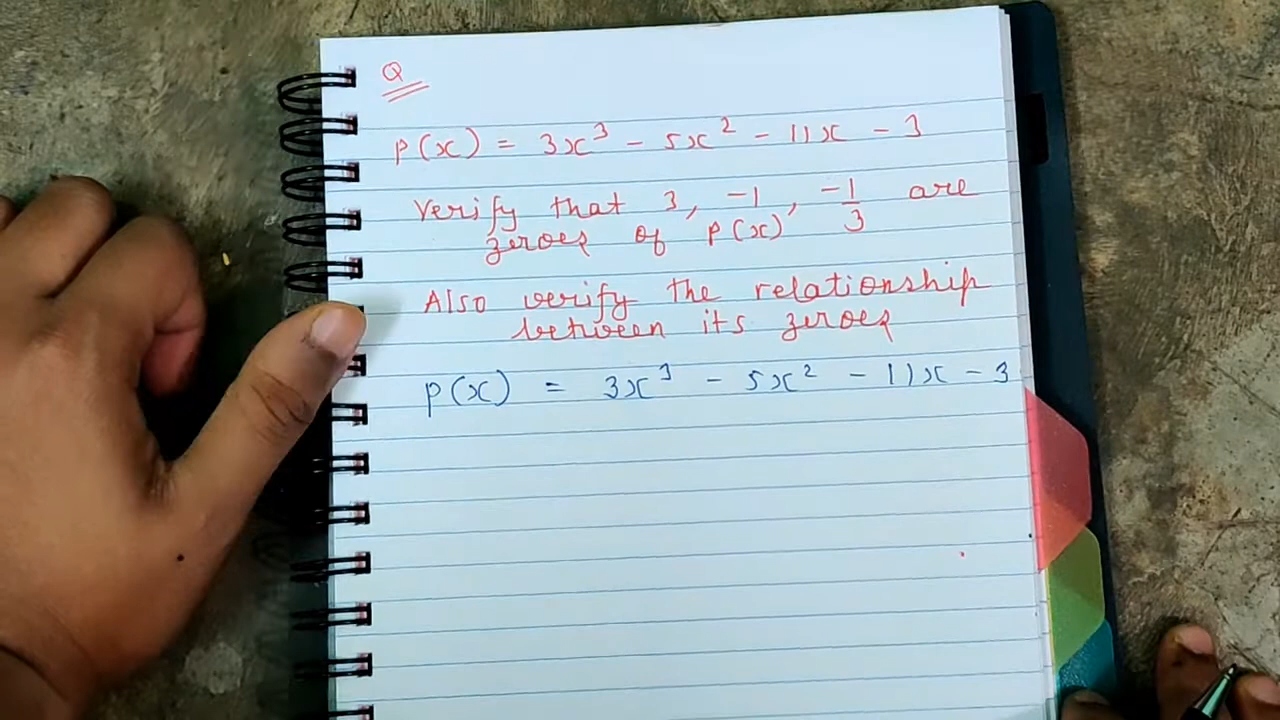 Q
p(x) = 3x³ - 5x² - 11x - 3
Verify that 3, -1, -1/3 are
zeroes of p(x)
Also verify the relationship
between its zeroes
p(x) = 3x³ - 5x² - 11x - 3